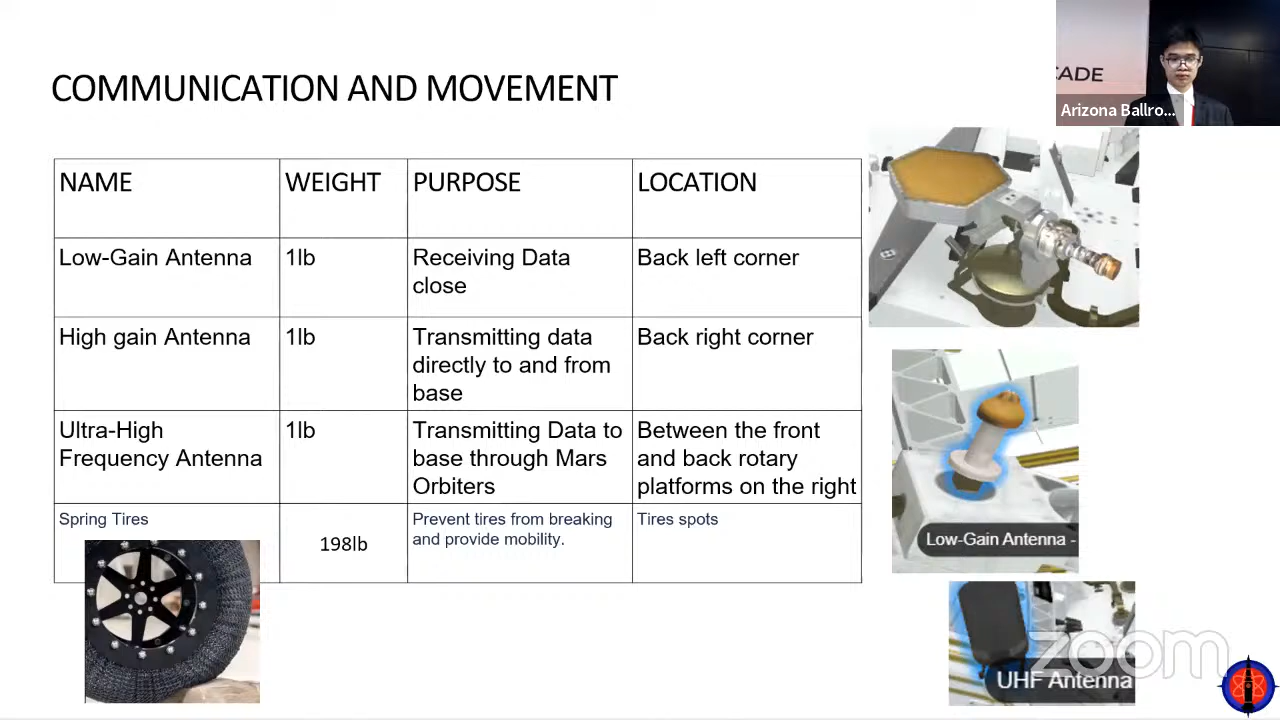 COMMUNICATION AND MOVEMENT
CADE
Arizona Ballro...
NAME WEIGHT PURPOSE LOCATION
Low-Gain Antenna 1lb Receiving Data Back left corner
close
High gain Antenna 1lb Transmitting data Back right corner
directly to and from
base
Ultra-High 1lb Transmitting Data to Between the front
Frequency Antenna base through Mars and back rotary
Orbiters platforms on the right
Spring Tires 198lb Prevent tires from breaking Tires spots
and provide mobility.
Low-Gain Antenna -
UHF Antenna
zoom